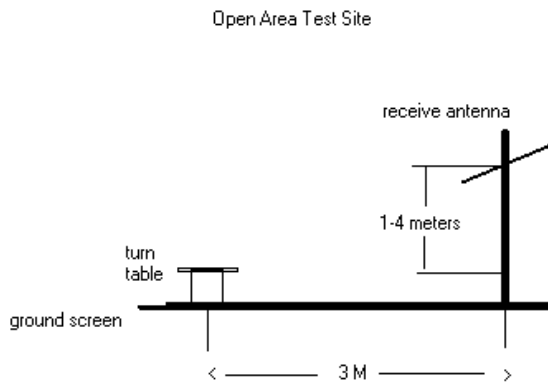 Open Area Test Site
receive antenna
1-4 meters
turn
table
ground screen
3 M